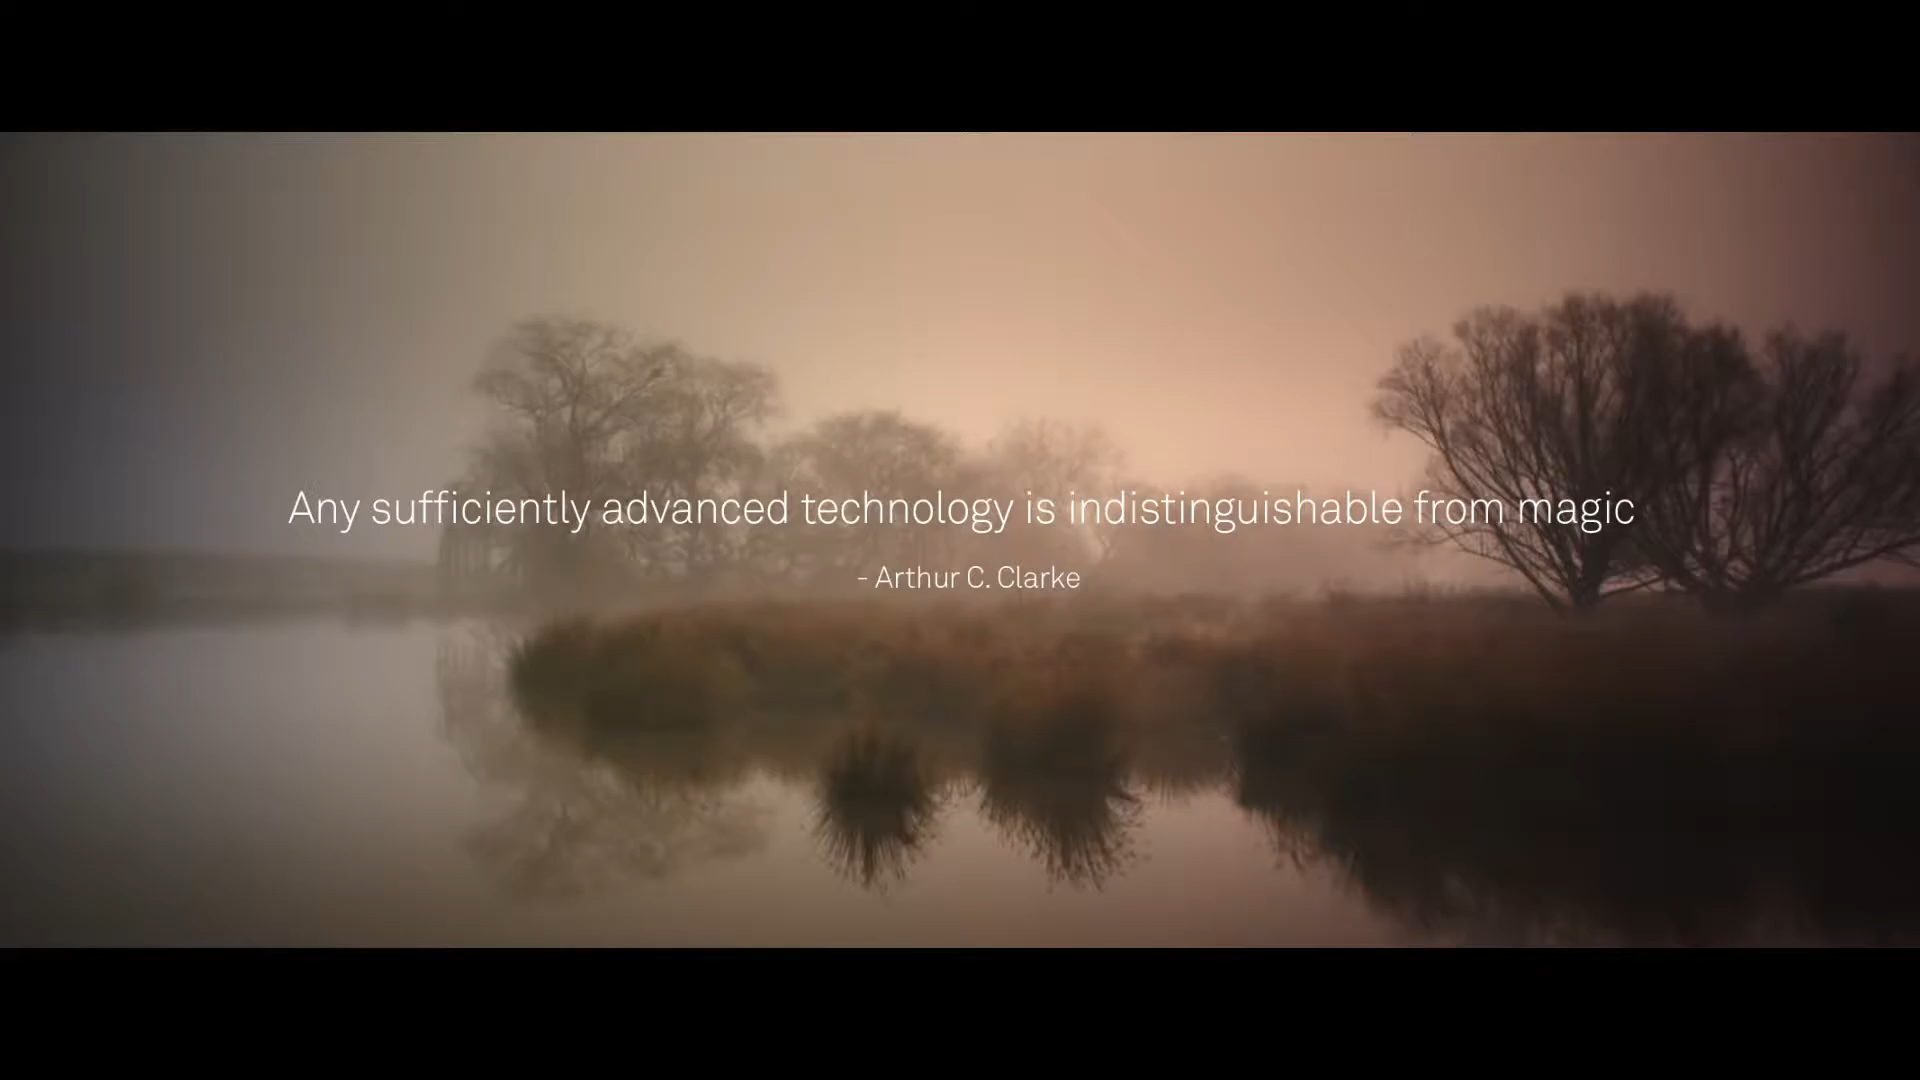 Any sufficiently advanced technology is indistinguishable from magic
- Arthur C. Clarke